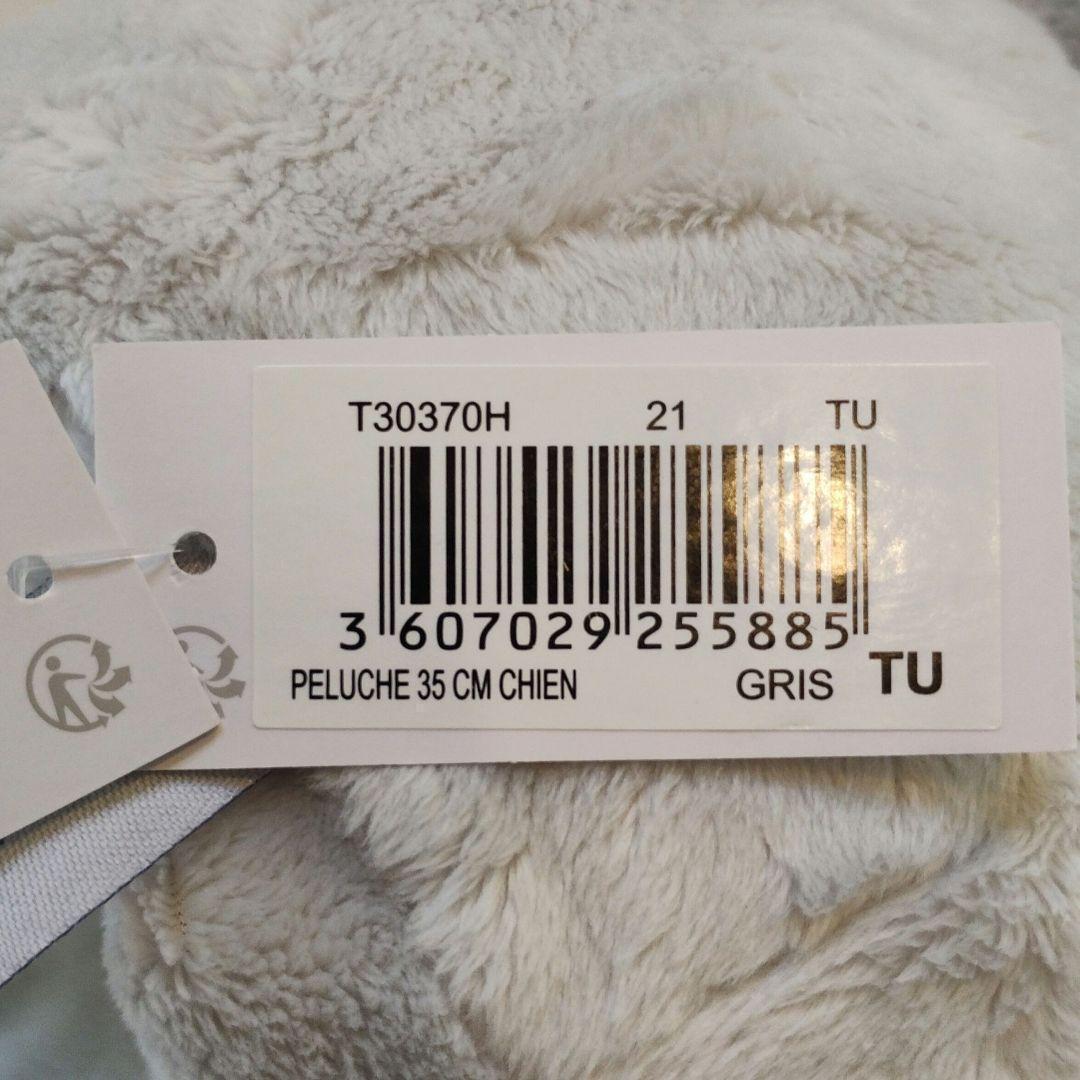 T30370H 21 TU
3 607029 255885
PELUCHE 35 CM CHIEN GRIS TU